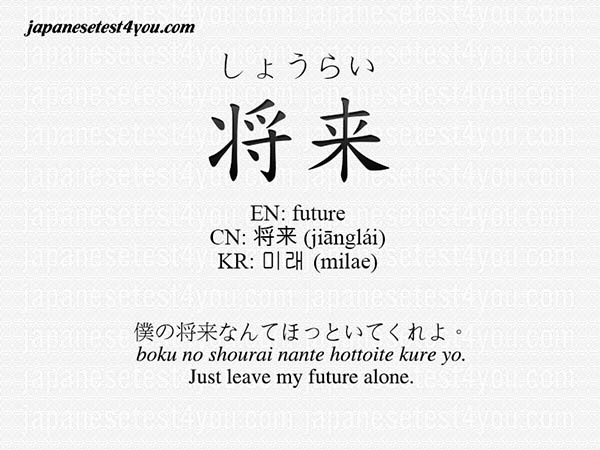 japanesetest4you.com
しょうらい
将来
EN: future
CN: 将来 (jiānglái)
KR: 미래 (milae)
僕の将来なんてほっといてくれよ。
boku no shourai nante hottoite kure yo.
Just leave my future alone.